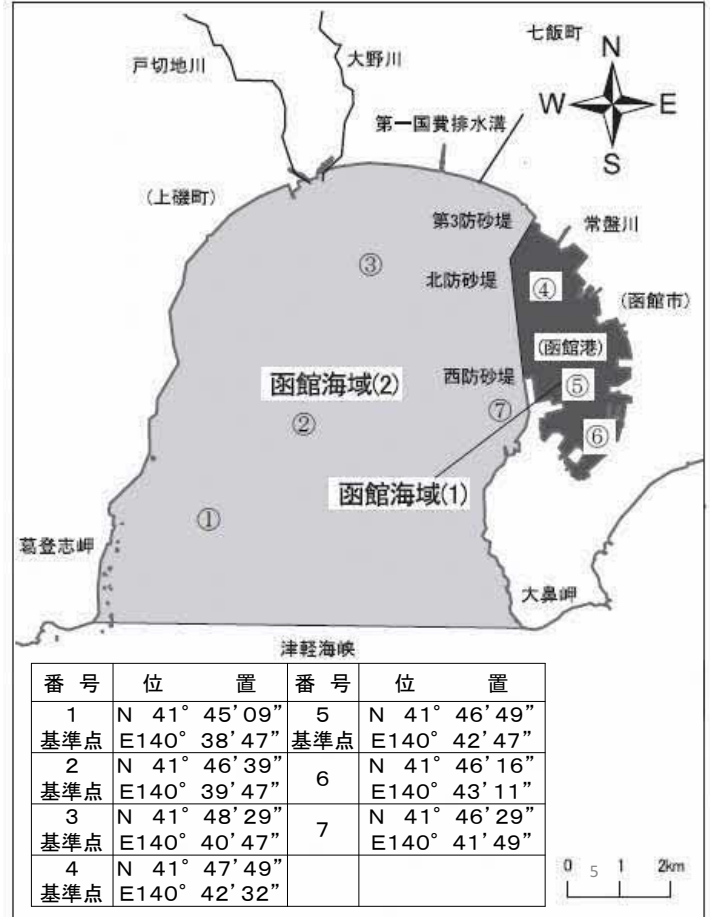 七飯町
N
戸切地川
大野川
W
E
第一国費排水溝
S
(上磯町)
第3防砂堤
常盤川
③
北防砂堤
④
(函館市)
(函館港)
西防砂堤
函館海域(2)
⑤
⑦
②
⑥
函館海域(1)
①
葛登志岬
大鼻岬
津軽海峡
番 号 位 置 番 号 位 置
1 基準点 N 41° 45’09” E140° 38’47” 5 基準点 N 41° 46’49” E140° 42’47”
2 基準点 N 41° 46’39” E140° 39’47” 6 N 41° 46’16” E140° 43’11”
3 基準点 N 41° 48’29” E140° 40’47” 7 N 41° 46’29” E140° 41’49”
4 基準点 N 41° 47’49” E140° 42’32”
0 1 2km
5